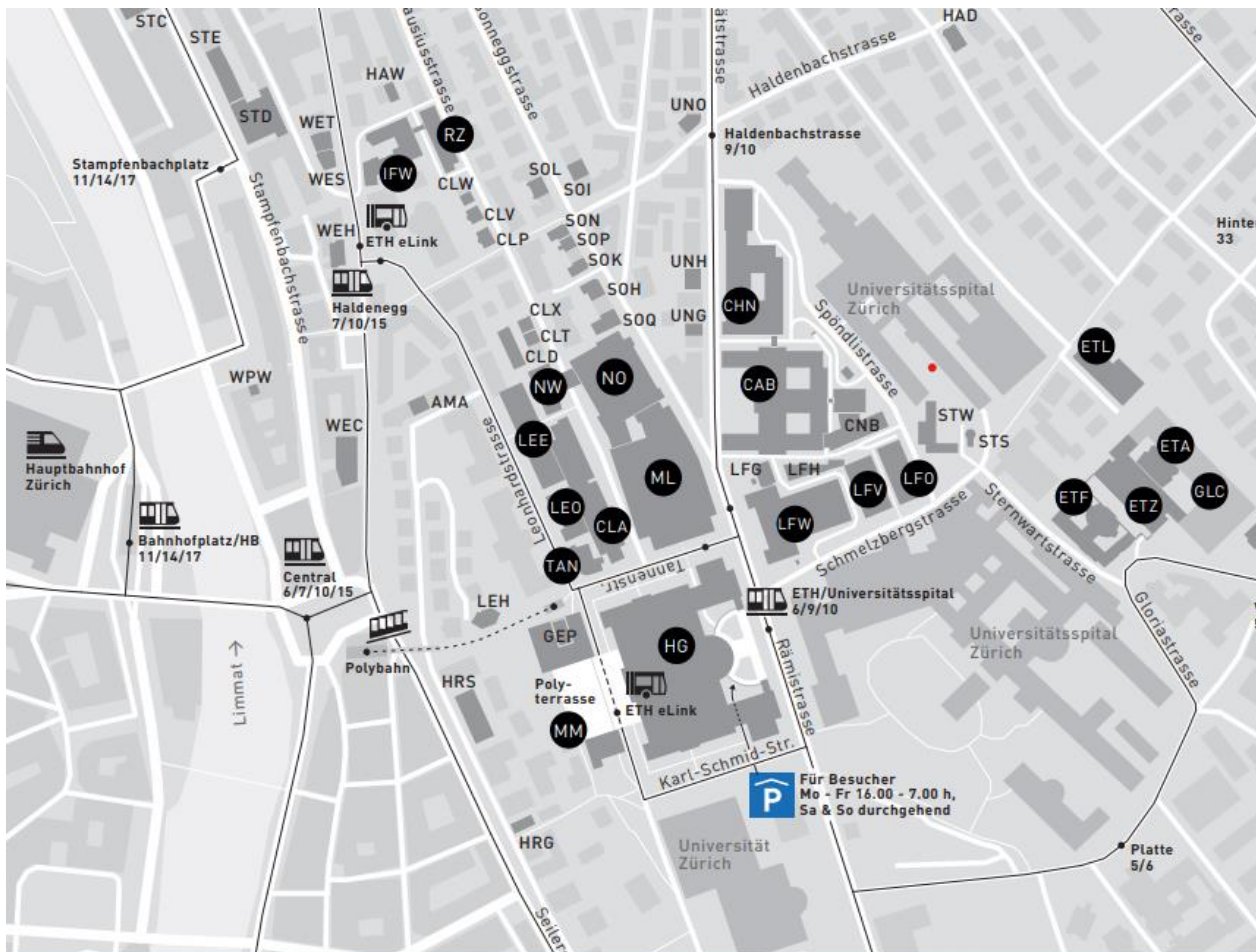 STC
STE
HAD
HAW
Haldenbachstrasse
UNO
STD
WET
RZ
Haldenbachstrasse
9/10
Stampfenbachplatz
11/14/17
IFW
WES
CLW
SOL
SOI
CLV
CLP
SON
SOP
SOK
WEH
ETH eLink
Stampfenbachstrasse
UNH
SOH
Haldenegg
7/10/15
CLX
SOQ
UNG
CHN
Universitätsspital
Zürich
Spöndlistrasse
CLT
CLD
ETL
WPW
NW
NO
CAB
AMA
WEC
Leonhardstrasse
LEE
CNB
STW
STS
Hauptbahnhof
Zürich
ML
LFG
LFH
LFV
LFO
ETA
ETF
ETZ
GLC
LEO
CLA
LFW
Bahnhofplatz/HB
11/14/17
Central
6/7/10/15
TAN
Tannenstr.
Schmelzbergstrasse
Sternwartstrasse
LEH
ETH/Universitätsspital
6/9/10
GEP
HG
Universitätsspital
Zürich
Gloriastrasse
Limmat →
Polybahn
HRS
Poly-
terrasse
ETH eLink
Rämistrasse
MM
Karl-Schmid-Str.
P
Für Besucher
Mo - Fr 16.00 - 7.00 h,
Sa & So durchgehend
HRG
Universität
Zürich
Platte
5/6
33